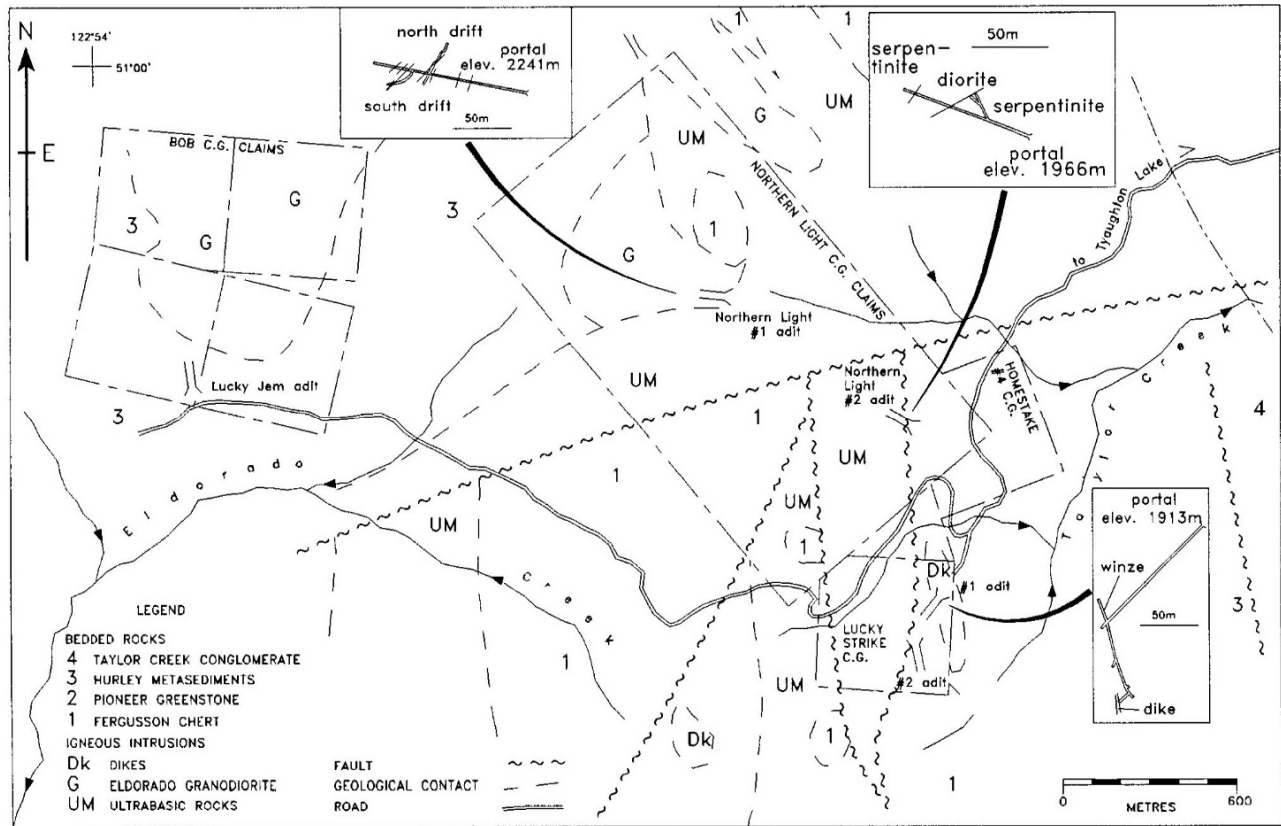 N
122°54'
51°00'
E
north drift
portal
elev. 2241m
south drift
50m
50m
serpen-
tinite
diorite
serpentinite
portal
elev. 1966m
1
1
UM
G
UM
BOB C.G. CLAIMS
G
3
G
3
1
G
NORTHERN LIGHT C.G. CLAIMS
to Tyaughton Lake
Northern Light
#1 adit
Northern
Light
#2 adit
HOMESTAKE
#4 C.G.
Taylor Creek
4
Lucky Jem adit
UM
3
1
UM
1
Eldorado
UM
UM
1
Creek
1
Dk
#1 adit
LUCKY
STRIKE
C.G.
#2 adit
UM
Dk
1
1
3
portal
elev. 1913m
winze
50m
dike
LEGEND
BEDDED ROCKS
4 TAYLOR CREEK CONGLOMERATE
3 HURLEY METASEDIMENTS
2 PIONEER GREENSTONE
1 FERGUSSON CHERT
IGNEOUS INTRUSIONS
Dk DIKES
G ELDORADO GRANODIORITE
UM ULTRABASIC ROCKS
FAULT
GEOLOGICAL CONTACT
ROAD
0 600
METRES